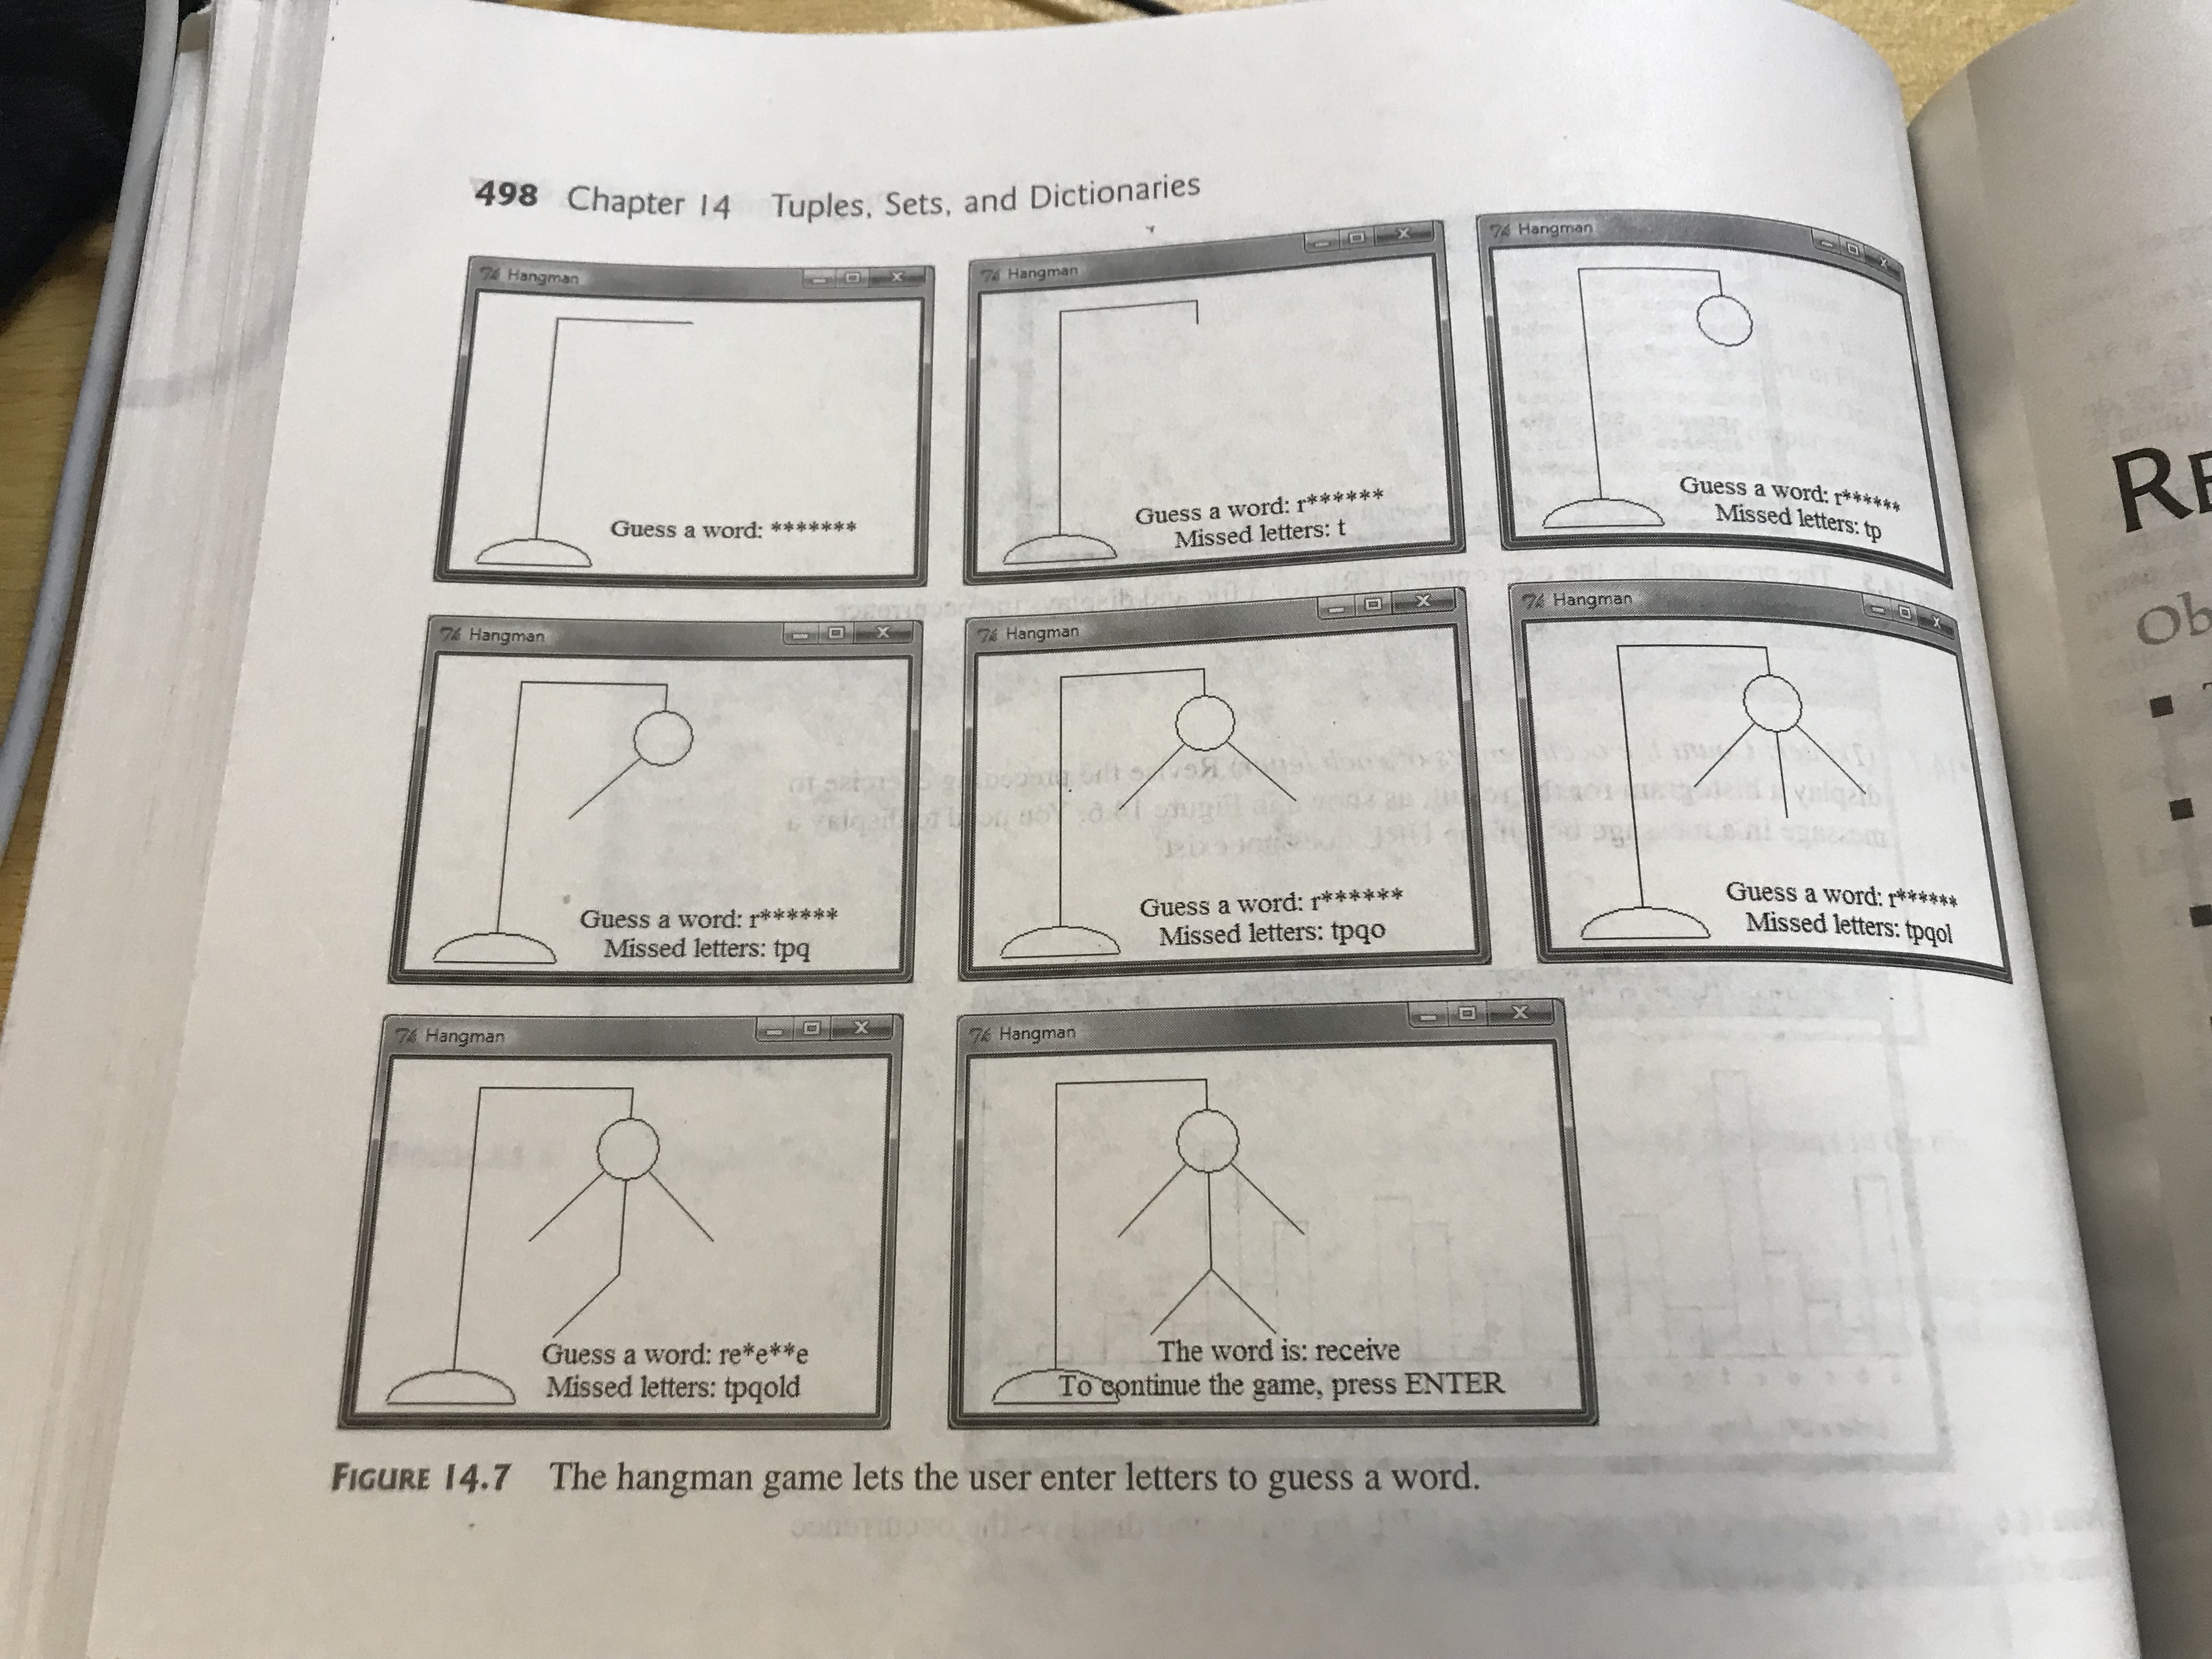 498 Chapter 14 Tuples, Sets, and Dictionaries
Hangman
Guess a word: *******
Hangman
Guess a word: r******
Missed letters: t
Hangman
Guess a word: r******
Missed letters: tp
Hangman
Guess a word: r******
Missed letters: tpq
Hangman
Guess a word: r******
Missed letters: tpqo
Hangman
Guess a word: r******
Missed letters: tpqol
Hangman
Guess a word: re*e**e
Missed letters: tpqold
Hangman
The word is: receive
To continue the game, press ENTER
FIGURE 14.7 The hangman game lets the user enter letters to guess a word.